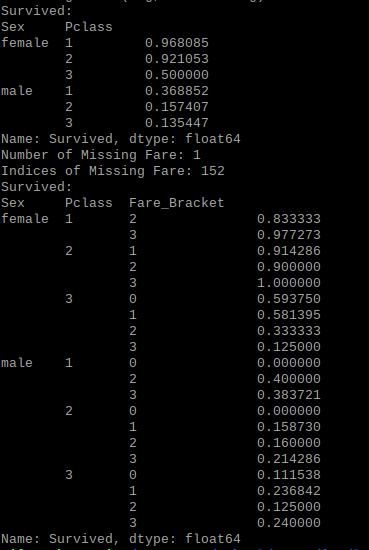 Survived:
Sex     Pclass
female  1         0.968085
        2         0.921053
        3         0.500000
male    1         0.368852
        2         0.157407
        3         0.135447
Name: Survived, dtype: float64
Number of Missing Fare: 1
Indices of Missing Fare: 152
Survived:
Sex     Pclass  Fare_Bracket
female  1       2               0.833333
                3               0.977273
        2       1               0.914286
                2               0.900000
                3               1.000000
        3       0               0.593750
                1               0.581395
                2               0.333333
                3               0.125000
male    1       0               0.000000
                2               0.400000
                3               0.383721
        2       0               0.000000
                1               0.158730
                2               0.160000
                3               0.214286
        3       0               0.111538
                1               0.236842
                2               0.125000
                3               0.240000
Name: Survived, dtype: float64